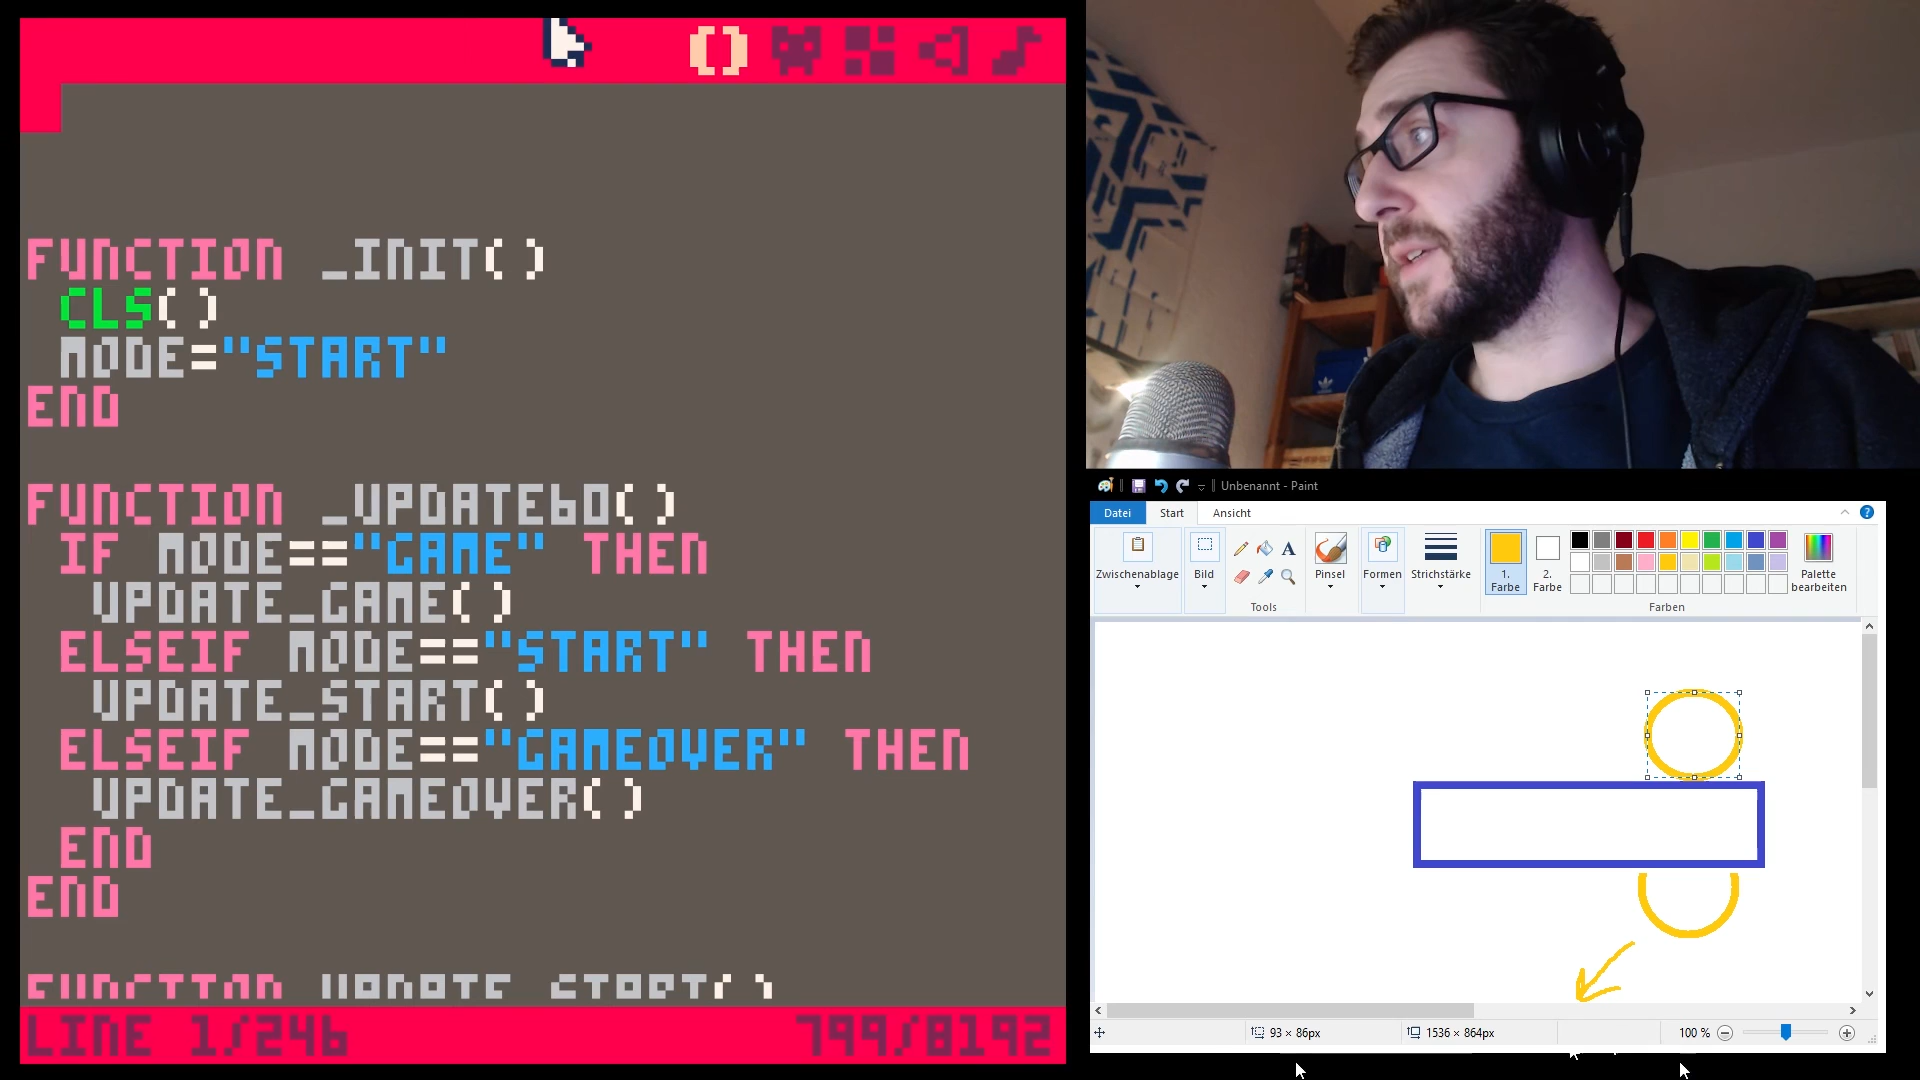 FUNCTION _INIT()
CLS()
MODE="START"
END
FUNCTION _UPDATE60()
IF MODE=="GAME" THEN
UPDATE_GAME()
ELSEIF MODE=="START" THEN
UPDATE_START()
ELSEIF MODE=="GAMEOVER" THEN
UPDATE_GAMEOVER()
END
END
FUNCTION UPDATE_START()
LINE 1/246
799/8192
Unbenannt - Paint
Datei
Start
Ansicht
Zwischenablage
Bild
A
Tools
Pinsel
Formen
Strichstärke
1. Farbe
2. Farbe
Palette bearbeiten
Farben
93 × 86px
1536 × 864px
100 %